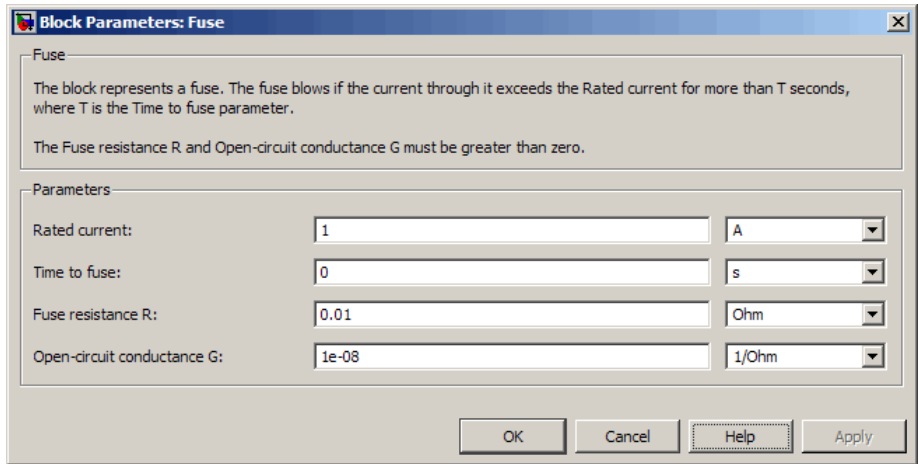 Block Parameters: Fuse
Fuse
The block represents a fuse. The fuse blows if the current through it exceeds the Rated current for more than T seconds,
where T is the Time to fuse parameter.
The Fuse resistance R and Open-circuit conductance G must be greater than zero.
Parameters
Rated current: 1 A
Time to fuse: 0 s
Fuse resistance R: 0.01 Ohm
Open-circuit conductance G: 1e-08 1/Ohm
OK Cancel Help Apply